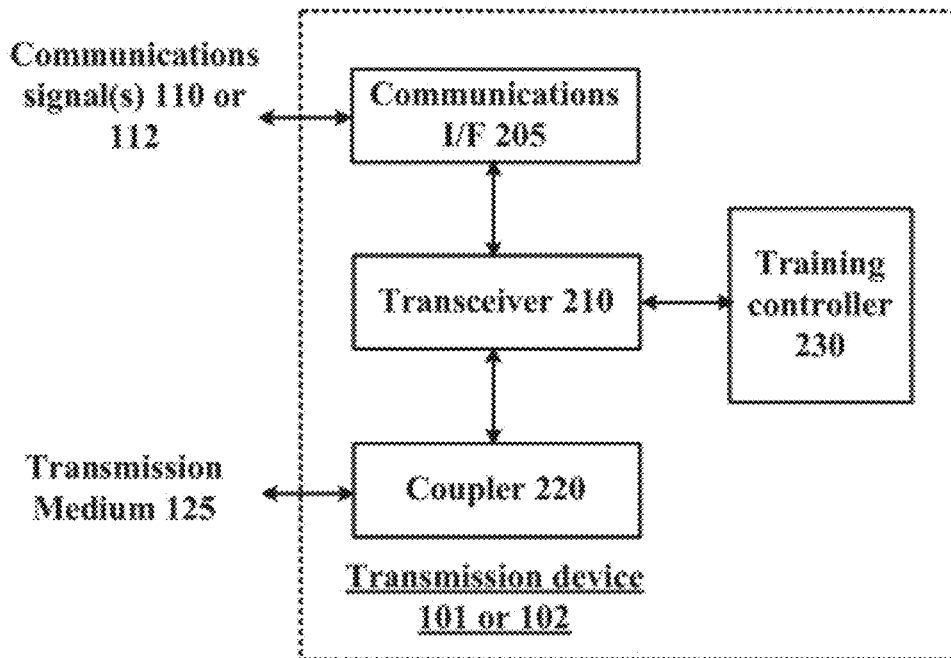 Communications
signal(s) 110 or
112
Communications
I/F 205
Transceiver 210
Training
controller
230
Transmission
Medium 125
Coupler 220
Transmission device
101 or 102